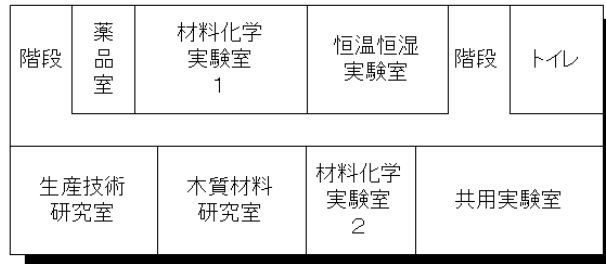 階段
薬
品
室
材料化学
実験室
1
恒温恒湿
実験室
階段
トイレ
生産技術
研究室
木質材料
研究室
材料化学
実験室
2
共用実験室